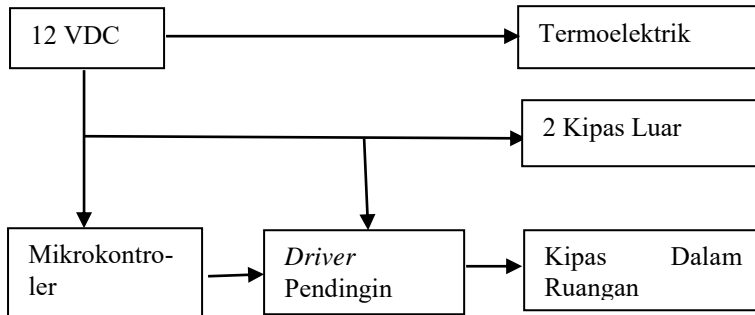 12 VDC
Termoelektrik
2 Kipas Luar
Mikrokontro-
ler
Driver
Pendingin
Kipas Dalam
Ruangan